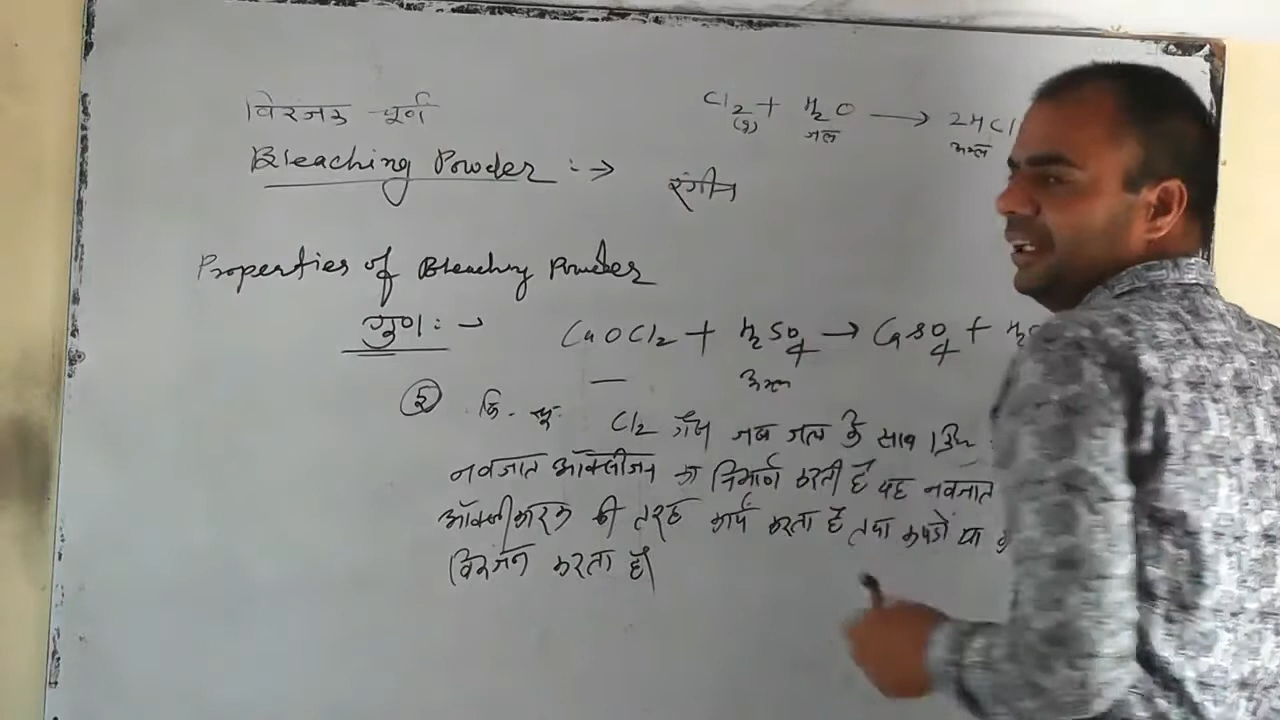 विरंजक चूर्ण
Cl2 + H2O → 2HCl
(g) जल अम्ल
Bleaching Powder :→
रंगीन
Properties of Bleaching Powder
गुण :→ CaOCl2 + H2SO4 → CaSO4 + H2O
अम्ल
Cl2 गैस जब जल के साथ
नवजात ऑक्सीजन का निर्माण करती है यह नवजात
ऑक्सीकारक की तरह कार्य करता है तथा कपडो या
विरंजन करता है।